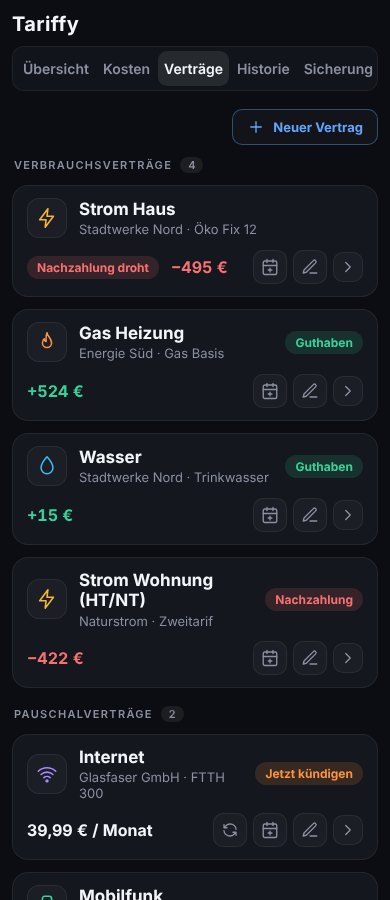 Tariffy
Übersicht Kosten Verträge Historie Sicherung
Neuer Vertrag
VERBRAUCHSVERTRÄGE 4
Strom Haus
Stadtwerke Nord · Öko Fix 12
Nachzahlung droht −495 €
Gas Heizung
Energie Süd · Gas Basis
Guthaben
+524 €
Wasser
Stadtwerke Nord · Trinkwasser
Guthaben
+15 €
Strom Wohnung
(HT/NT)
Naturstrom · Zweitarif
Nachzahlung
−422 €
PAUSCHALVERTRÄGE 2
Internet
Glasfaser GmbH · FTTH
300
Jetzt kündigen
39,99 € / Monat
Mobilfunk